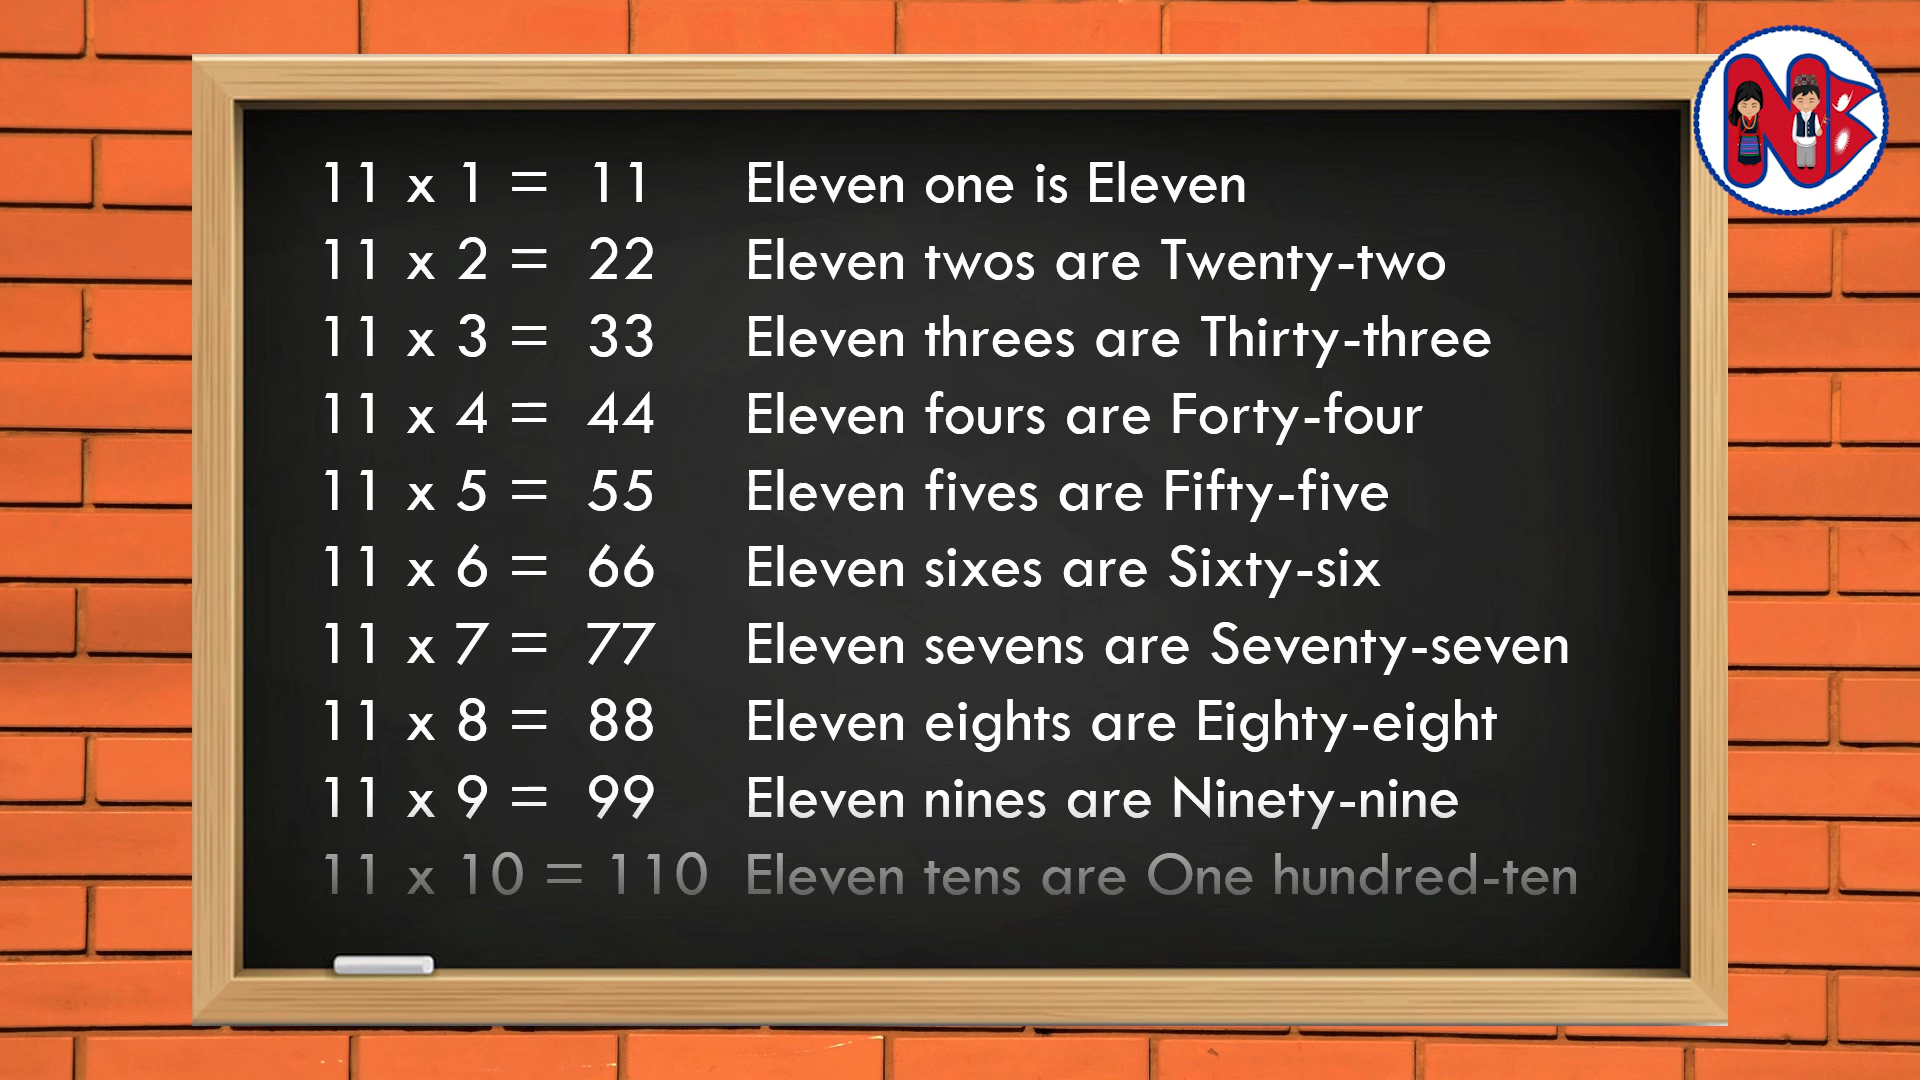 11 x 1 = 11 Eleven one is Eleven
11 x 2 = 22 Eleven twos are Twenty-two
11 x 3 = 33 Eleven threes are Thirty-three
11 x 4 = 44 Eleven fours are Forty-four
11 x 5 = 55 Eleven fives are Fifty-five
11 x 6 = 66 Eleven sixes are Sixty-six
11 x 7 = 77 Eleven sevens are Seventy-seven
11 x 8 = 88 Eleven eights are Eighty-eight
11 x 9 = 99 Eleven nines are Ninety-nine
11 x 10 = 110 Eleven tens are One hundred-ten